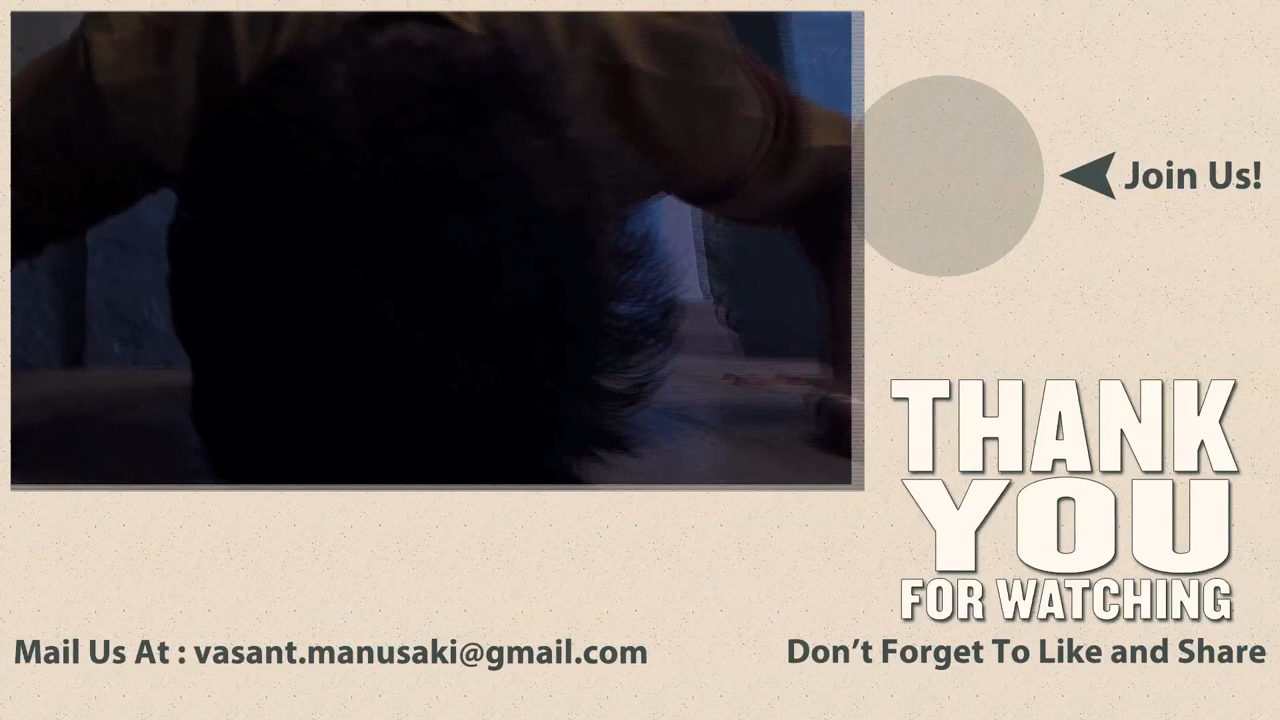 Join Us!
THANK
YOU
FOR WATCHING
Mail Us At : vasant.manusaki@gmail.com
Don't Forget To Like and Share